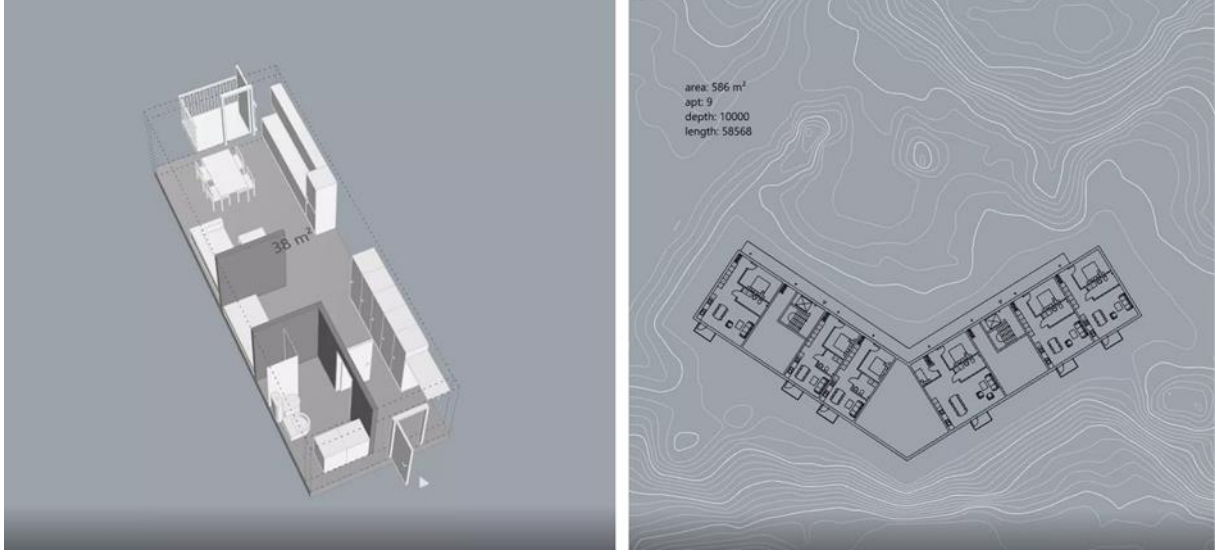 38 m²
area: 586 m²
apt: 9
depth: 10000
length: 58568